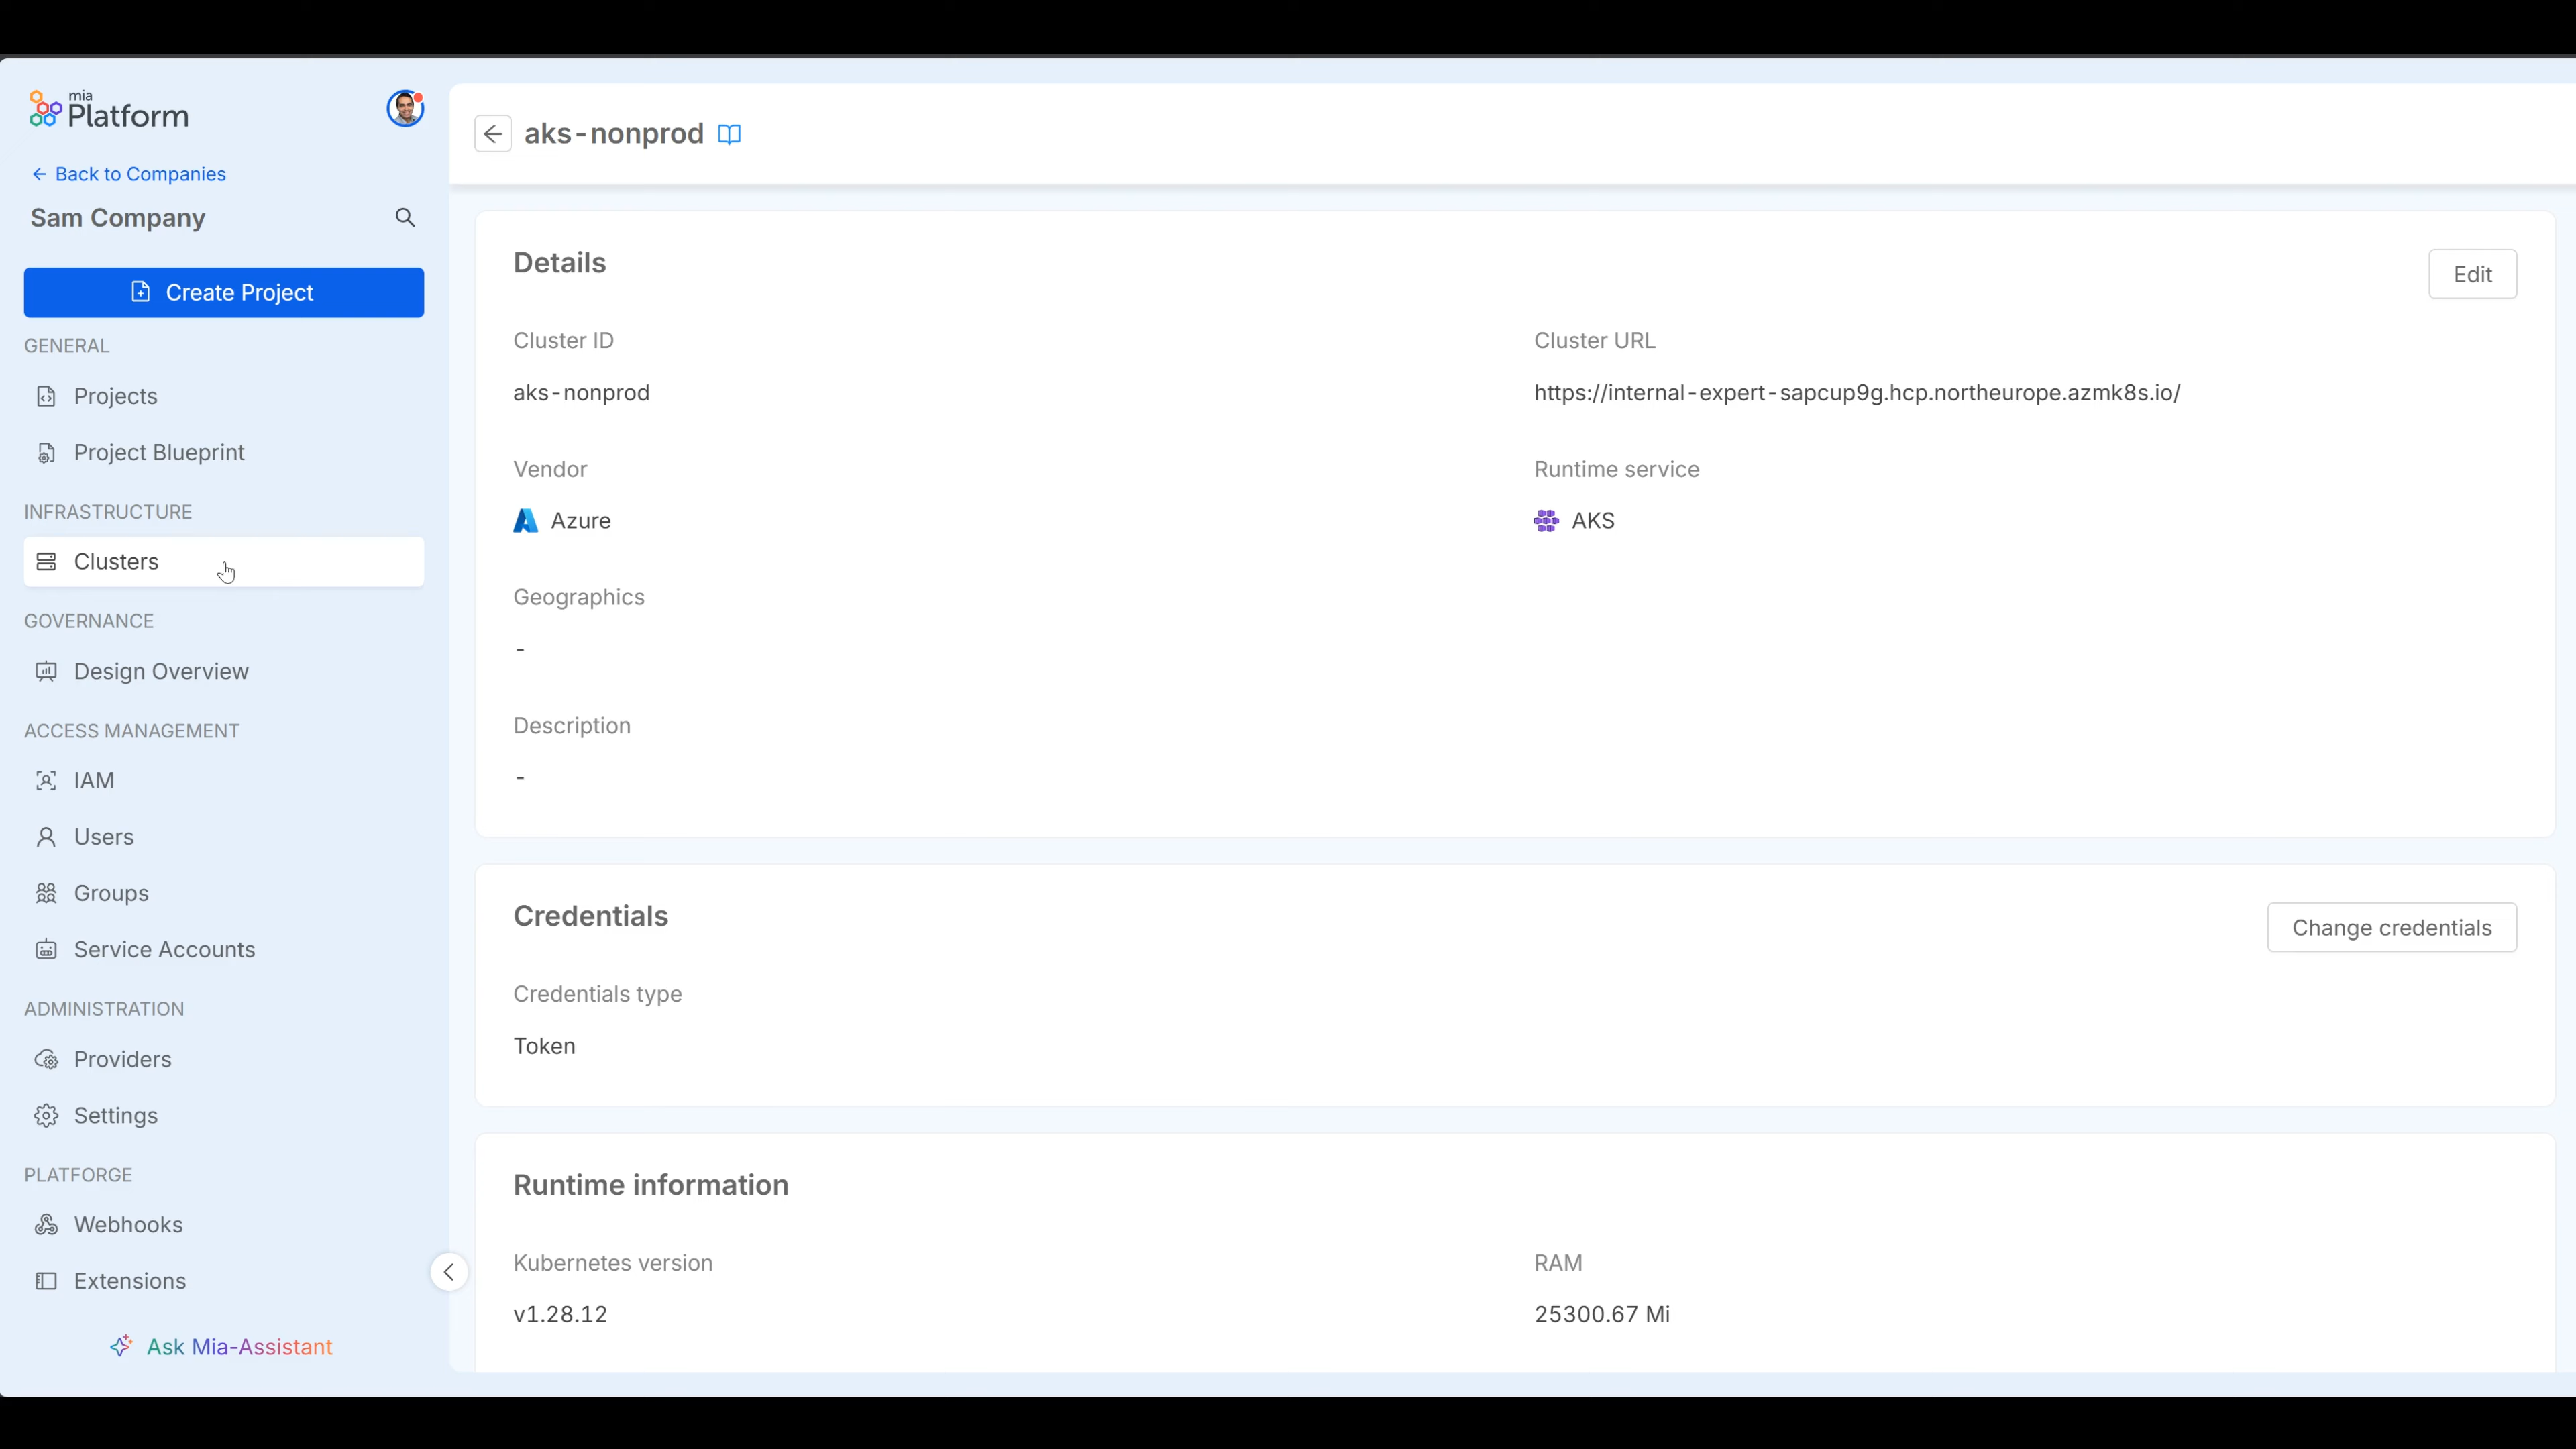 mia
Platform
Back to Companies
Sam Company
Create Project
GENERAL
Projects
Project Blueprint
INFRASTRUCTURE
Clusters
GOVERNANCE
Design Overview
ACCESS MANAGEMENT
IAM
Users
Groups
Service Accounts
ADMINISTRATION
Providers
Settings
PLATFORGE
Webhooks
Extensions
Ask Mia-Assistant
aks-nonprod
Details
Edit
Cluster ID
Cluster URL
aks-nonprod
https://internal-expert-sapcup9g.hcp.northeurope.azmk8s.io/
Vendor
Runtime service
Azure
AKS
Geographics
-
Description
-
Credentials
Change credentials
Credentials type
Token
Runtime information
Kubernetes version
RAM
v1.28.12
25300.67 Mi